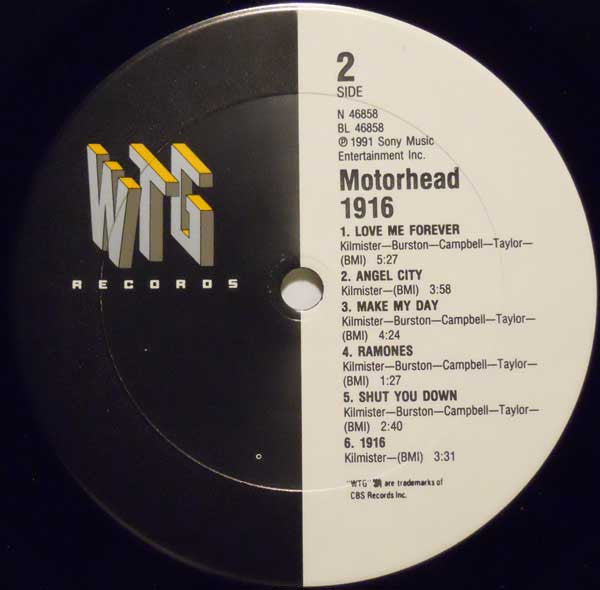 WTG
RECORDS
2
SIDE
N 46858
BL 46858
℗ 1991 Sony Music
Entertainment Inc.
Motorhead
1916
1. LOVE ME FOREVER
Kilmister—Burston—Campbell—Taylor—
(BMI) 5:27
2. ANGEL CITY
Kilmister—(BMI) 3:58
3. MAKE MY DAY
Kilmister—Burston—Campbell—Taylor—
(BMI) 4:24
4. RAMONES
Kilmister—Burston—Campbell—Taylor—
(BMI) 1:27
5. SHUT YOU DOWN
Kilmister—Burston—Campbell—Taylor—
(BMI) 2:40
6. 1916
Kilmister—(BMI) 3:31
"WTG" are trademarks of
CBS Records Inc.